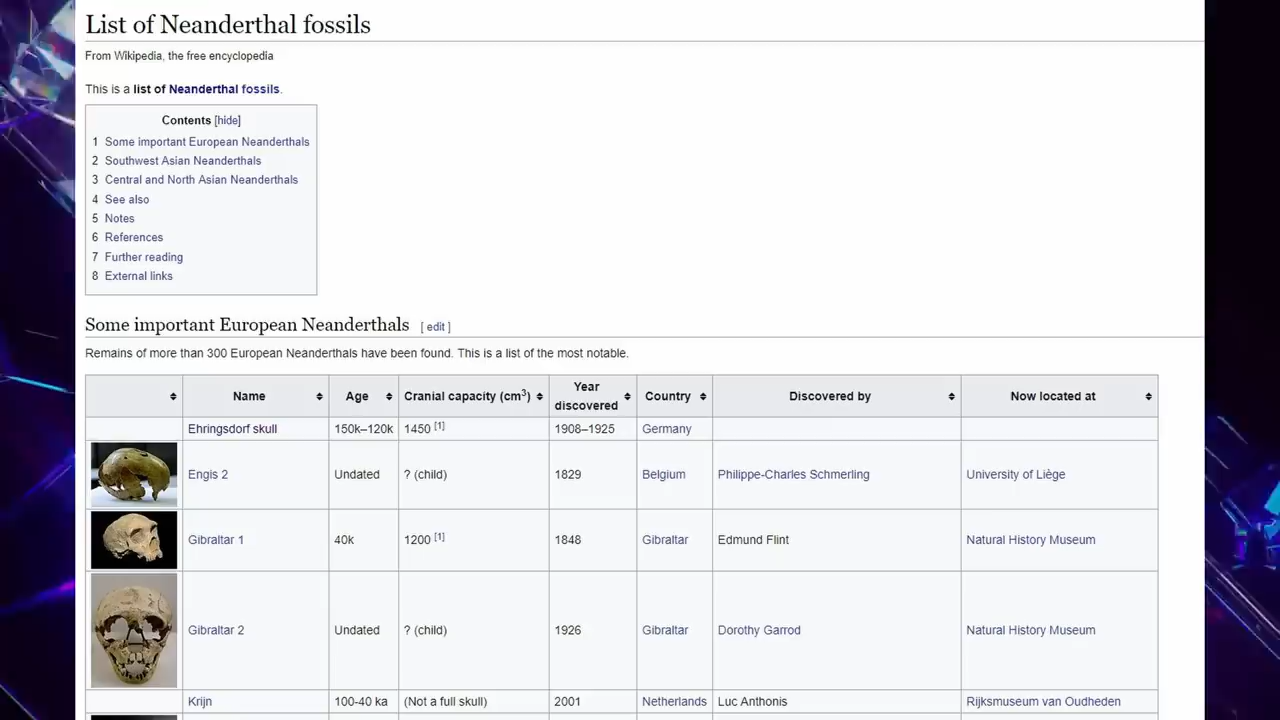 List of Neanderthal fossils
From Wikipedia, the free encyclopedia
This is a list of Neanderthal fossils.
Contents [hide]
1 Some important European Neanderthals
2 Southwest Asian Neanderthals
3 Central and North Asian Neanderthals
4 See also
5 Notes
6 References
7 Further reading
8 External links
Some important European Neanderthals [ edit ]
Remains of more than 300 European Neanderthals have been found. This is a list of the most notable.
Name Age Cranial capacity (cm3) Year discovered Country Discovered by Now located at
Ehringsdorf skull 150k–120k 1450 [1] 1908–1925 Germany
Engis 2 Undated ? (child) 1829 Belgium Philippe-Charles Schmerling University of Liège
Gibraltar 1 40k 1200 [1] 1848 Gibraltar Edmund Flint Natural History Museum
Gibraltar 2 Undated ? (child) 1926 Gibraltar Dorothy Garrod Natural History Museum
Krijn 100-40 ka (Not a full skull) 2001 Netherlands Luc Anthonis Rijksmuseum van Oudheden